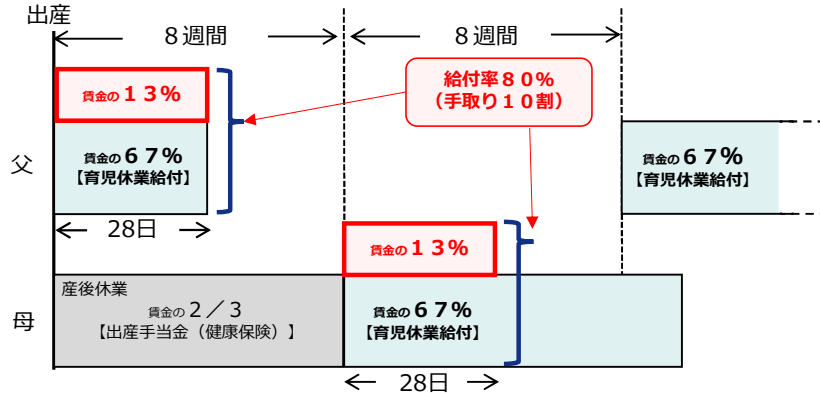 出産
８週間
８週間
賃金の１３％
給付率８０％
（手取り１０割）
父
賃金の６７％
【育児休業給付】
賃金の６７％
【育児休業給付】
28日
賃金の１３％
母
産後休業
賃金の２／３
【出産手当金（健康保険）】
賃金の６７％
【育児休業給付】
28日